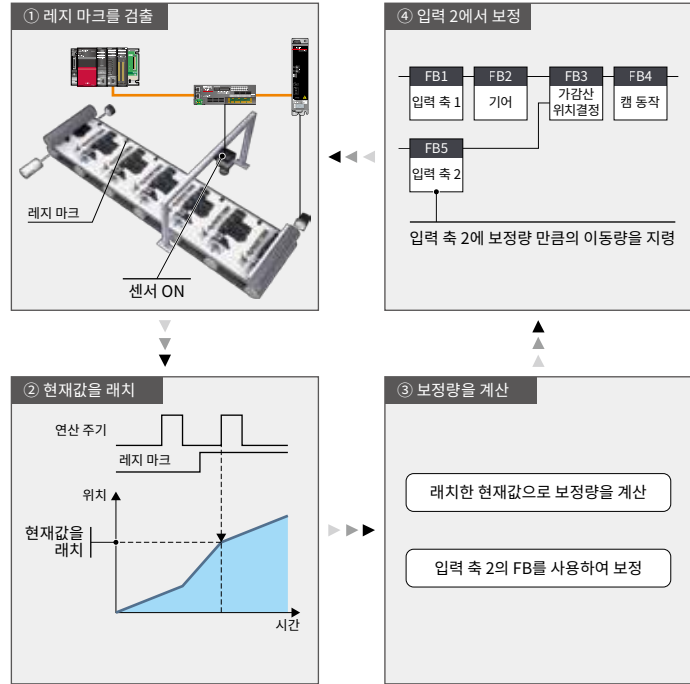 ① 레지 마크를 검출
레지 마크
센서 ON
② 현재값을 래치
연산 주기
레지 마크
위치
현재값을
래치
시간
③ 보정량을 계산
래치한 현재값으로 보정량을 계산
입력 축 2의 FB를 사용하여 보정
④ 입력 2에서 보정
FB1
입력 축 1
FB2
기어
FB3
가감산
위치결정
FB4
캠 동작
FB5
입력 축 2
입력 축 2에 보정량 만큼의 이동량을 지령